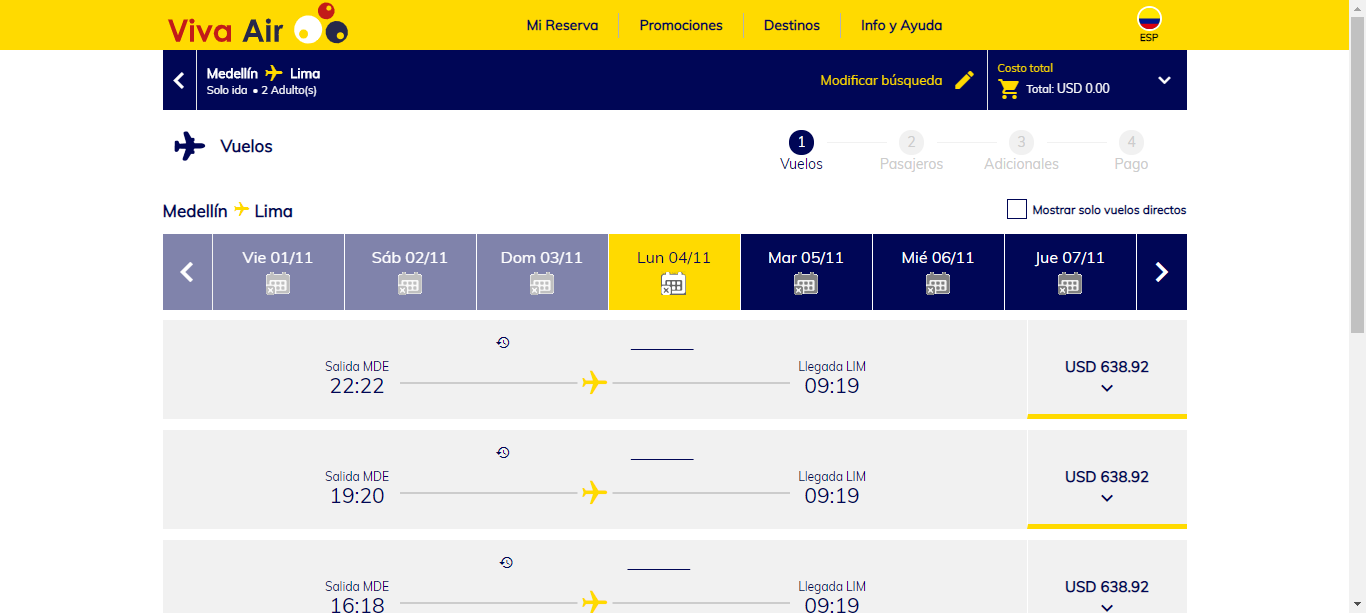 Viva Air
Mi Reserva
Promociones
Destinos
Info y Ayuda
ESP
Medellín Lima
Solo ida • 2 Adulto(s)
Modificar búsqueda
Costo total
Total: USD 0.00
Vuelos
1
Vuelos
2
Pasajeros
3
Adicionales
4
Pago
Medellín Lima
Mostrar solo vuelos directos
Vie 01/11
Sáb 02/11
Dom 03/11
Lun 04/11
Mar 05/11
Mié 06/11
Jue 07/11
Salida MDE
22:22
Llegada LIM
09:19
USD 638.92
Salida MDE
19:20
Llegada LIM
09:19
USD 638.92
Salida MDE
16:18
Llegada LIM
09:19
USD 638.92